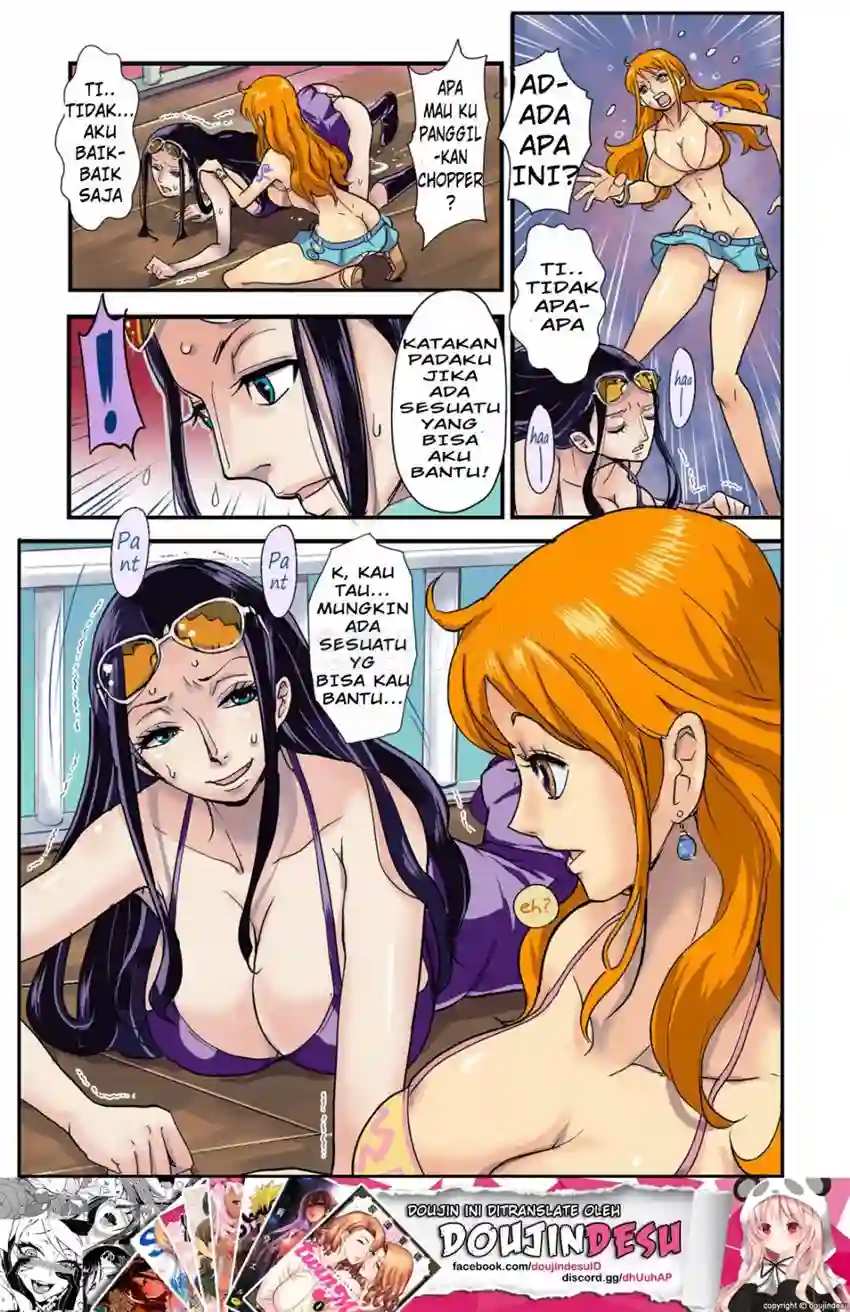 AD-
ADA
APA
INI?
APA
MAU KU
PANGGIL
-KAN
CHOPPER
?
TI..
TIDAK...
AKU
BAIK-
BAIK
SAJA
TI..
TIDAK
APA-
APA
haa
haa
KATAKAN
PADAKU
JIKA
ADA
SESUATU
YANG
BISA
AKU
BANTU!
!
Pa
nt
Pa
nt
K, KAU
TAU...
MUNGKIN
ADA
SESUATU
YG
BISA KAU
BANTU...
eh?
DOUJIN INI DITRANSLATE OLEH
DOUJINDESU
facebook.com/doujindesuID
discord.gg/dhUuhAP
copyright (c) doujindesu